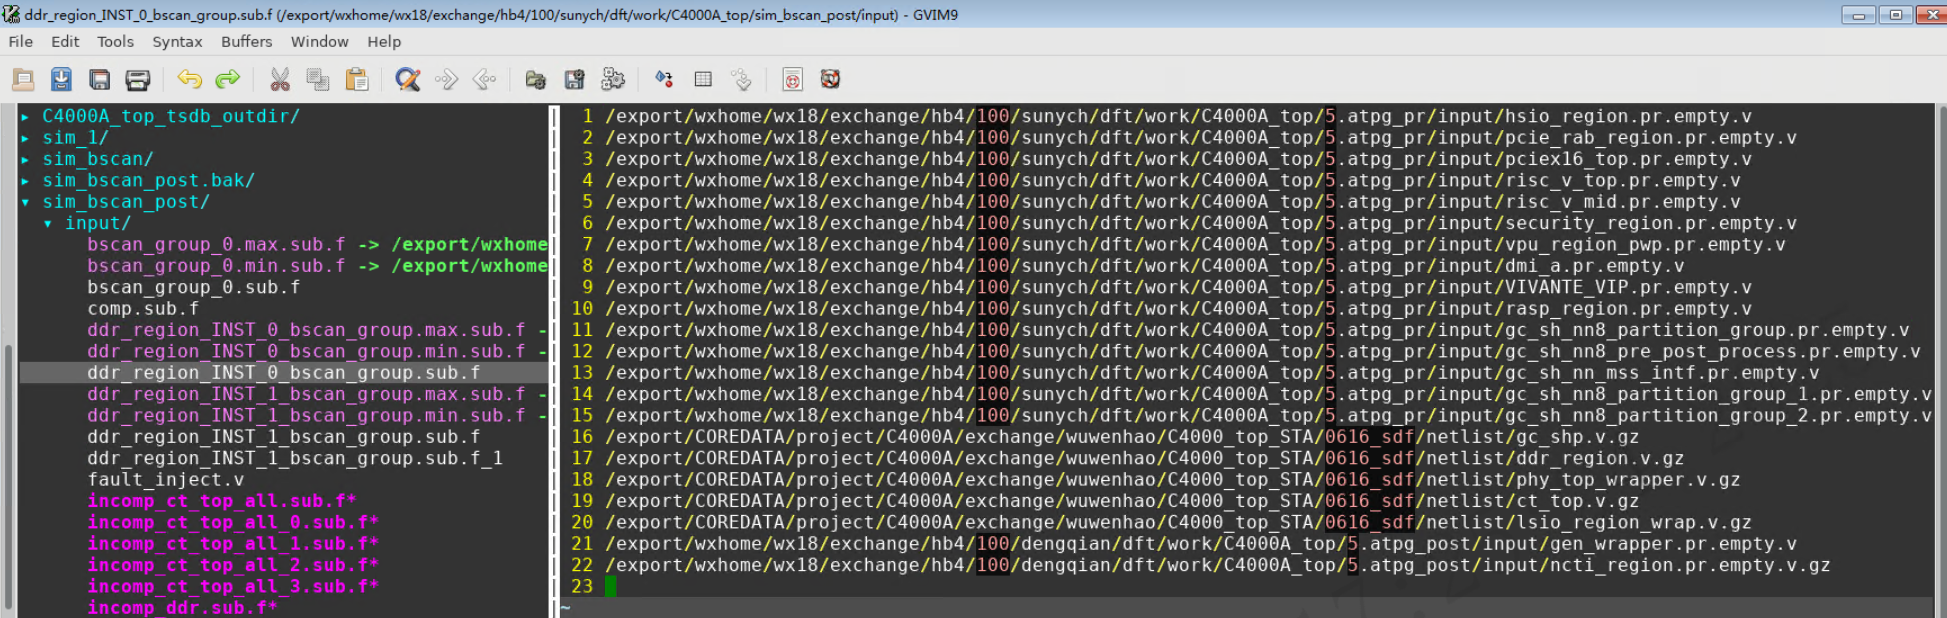 ddr_region_INST_0_bscan_group.sub.f (/export/wxhome/wx18/exchange/hb4/100/sunych/dft/work/C4000A_top/sim_bscan_post/input) - GVIM9
File Edit Tools Syntax Buffers Window Help
▸ C4000A_top_tsdb_outdir/
▸ sim_1/
▸ sim_bscan/
▸ sim_bscan_post.bak/
▾ sim_bscan_post/
▾ input/
bscan_group_0.max.sub.f -> /export/wxhome
bscan_group_0.min.sub.f -> /export/wxhome
bscan_group_0.sub.f
comp.sub.f
ddr_region_INST_0_bscan_group.max.sub.f -
ddr_region_INST_0_bscan_group.min.sub.f -
ddr_region_INST_0_bscan_group.sub.f
ddr_region_INST_1_bscan_group.max.sub.f -
ddr_region_INST_1_bscan_group.min.sub.f -
ddr_region_INST_1_bscan_group.sub.f
ddr_region_INST_1_bscan_group.sub.f_1
fault_inject.v
incomp_ct_top_all.sub.f*
incomp_ct_top_all_0.sub.f*
incomp_ct_top_all_1.sub.f*
incomp_ct_top_all_2.sub.f*
incomp_ct_top_all_3.sub.f*
incomp_ddr.sub.f*
1 /export/wxhome/wx18/exchange/hb4/100/sunych/dft/work/C4000A_top/5.atpg_pr/input/hsio_region.pr.empty.v
2 /export/wxhome/wx18/exchange/hb4/100/sunych/dft/work/C4000A_top/5.atpg_pr/input/pcie_rab_region.pr.empty.v
3 /export/wxhome/wx18/exchange/hb4/100/sunych/dft/work/C4000A_top/5.atpg_pr/input/pciex16_top.pr.empty.v
4 /export/wxhome/wx18/exchange/hb4/100/sunych/dft/work/C4000A_top/5.atpg_pr/input/risc_v_top.pr.empty.v
5 /export/wxhome/wx18/exchange/hb4/100/sunych/dft/work/C4000A_top/5.atpg_pr/input/risc_v_mid.pr.empty.v
6 /export/wxhome/wx18/exchange/hb4/100/sunych/dft/work/C4000A_top/5.atpg_pr/input/security_region.pr.empty.v
7 /export/wxhome/wx18/exchange/hb4/100/sunych/dft/work/C4000A_top/5.atpg_pr/input/vpu_region_pwp.pr.empty.v
8 /export/wxhome/wx18/exchange/hb4/100/sunych/dft/work/C4000A_top/5.atpg_pr/input/dmi_a.pr.empty.v
9 /export/wxhome/wx18/exchange/hb4/100/sunych/dft/work/C4000A_top/5.atpg_pr/input/VIVANTE_VIP.pr.empty.v
10 /export/wxhome/wx18/exchange/hb4/100/sunych/dft/work/C4000A_top/5.atpg_pr/input/rasp_region.pr.empty.v
11 /export/wxhome/wx18/exchange/hb4/100/sunych/dft/work/C4000A_top/5.atpg_pr/input/gc_sh_nn8_partition_group.pr.empty.v
12 /export/wxhome/wx18/exchange/hb4/100/sunych/dft/work/C4000A_top/5.atpg_pr/input/gc_sh_nn8_pre_post_process.pr.empty.v
13 /export/wxhome/wx18/exchange/hb4/100/sunych/dft/work/C4000A_top/5.atpg_pr/input/gc_sh_nn_mss_intf.pr.empty.v
14 /export/wxhome/wx18/exchange/hb4/100/sunych/dft/work/C4000A_top/5.atpg_pr/input/gc_sh_nn8_partition_group_1.pr.empty.v
15 /export/wxhome/wx18/exchange/hb4/100/sunych/dft/work/C4000A_top/5.atpg_pr/input/gc_sh_nn8_partition_group_2.pr.empty.v
16 /export/COREDATA/project/C4000A/exchange/wuwenhao/C4000_top_STA/0616_sdf/netlist/gc_shp.v.gz
17 /export/COREDATA/project/C4000A/exchange/wuwenhao/C4000_top_STA/0616_sdf/netlist/ddr_region.v.gz
18 /export/COREDATA/project/C4000A/exchange/wuwenhao/C4000_top_STA/0616_sdf/netlist/phy_top_wrapper.v.gz
19 /export/COREDATA/project/C4000A/exchange/wuwenhao/C4000_top_STA/0616_sdf/netlist/ct_top.v.gz
20 /export/COREDATA/project/C4000A/exchange/wuwenhao/C4000_top_STA/0616_sdf/netlist/lsio_region_wrap.v.gz
21 /export/wxhome/wx18/exchange/hb4/100/dengqian/dft/work/C4000A_top/5.atpg_post/input/gen_wrapper.pr.empty.v
22 /export/wxhome/wx18/exchange/hb4/100/dengqian/dft/work/C4000A_top/5.atpg_post/input/ncti_region.pr.empty.v.gz
23
~